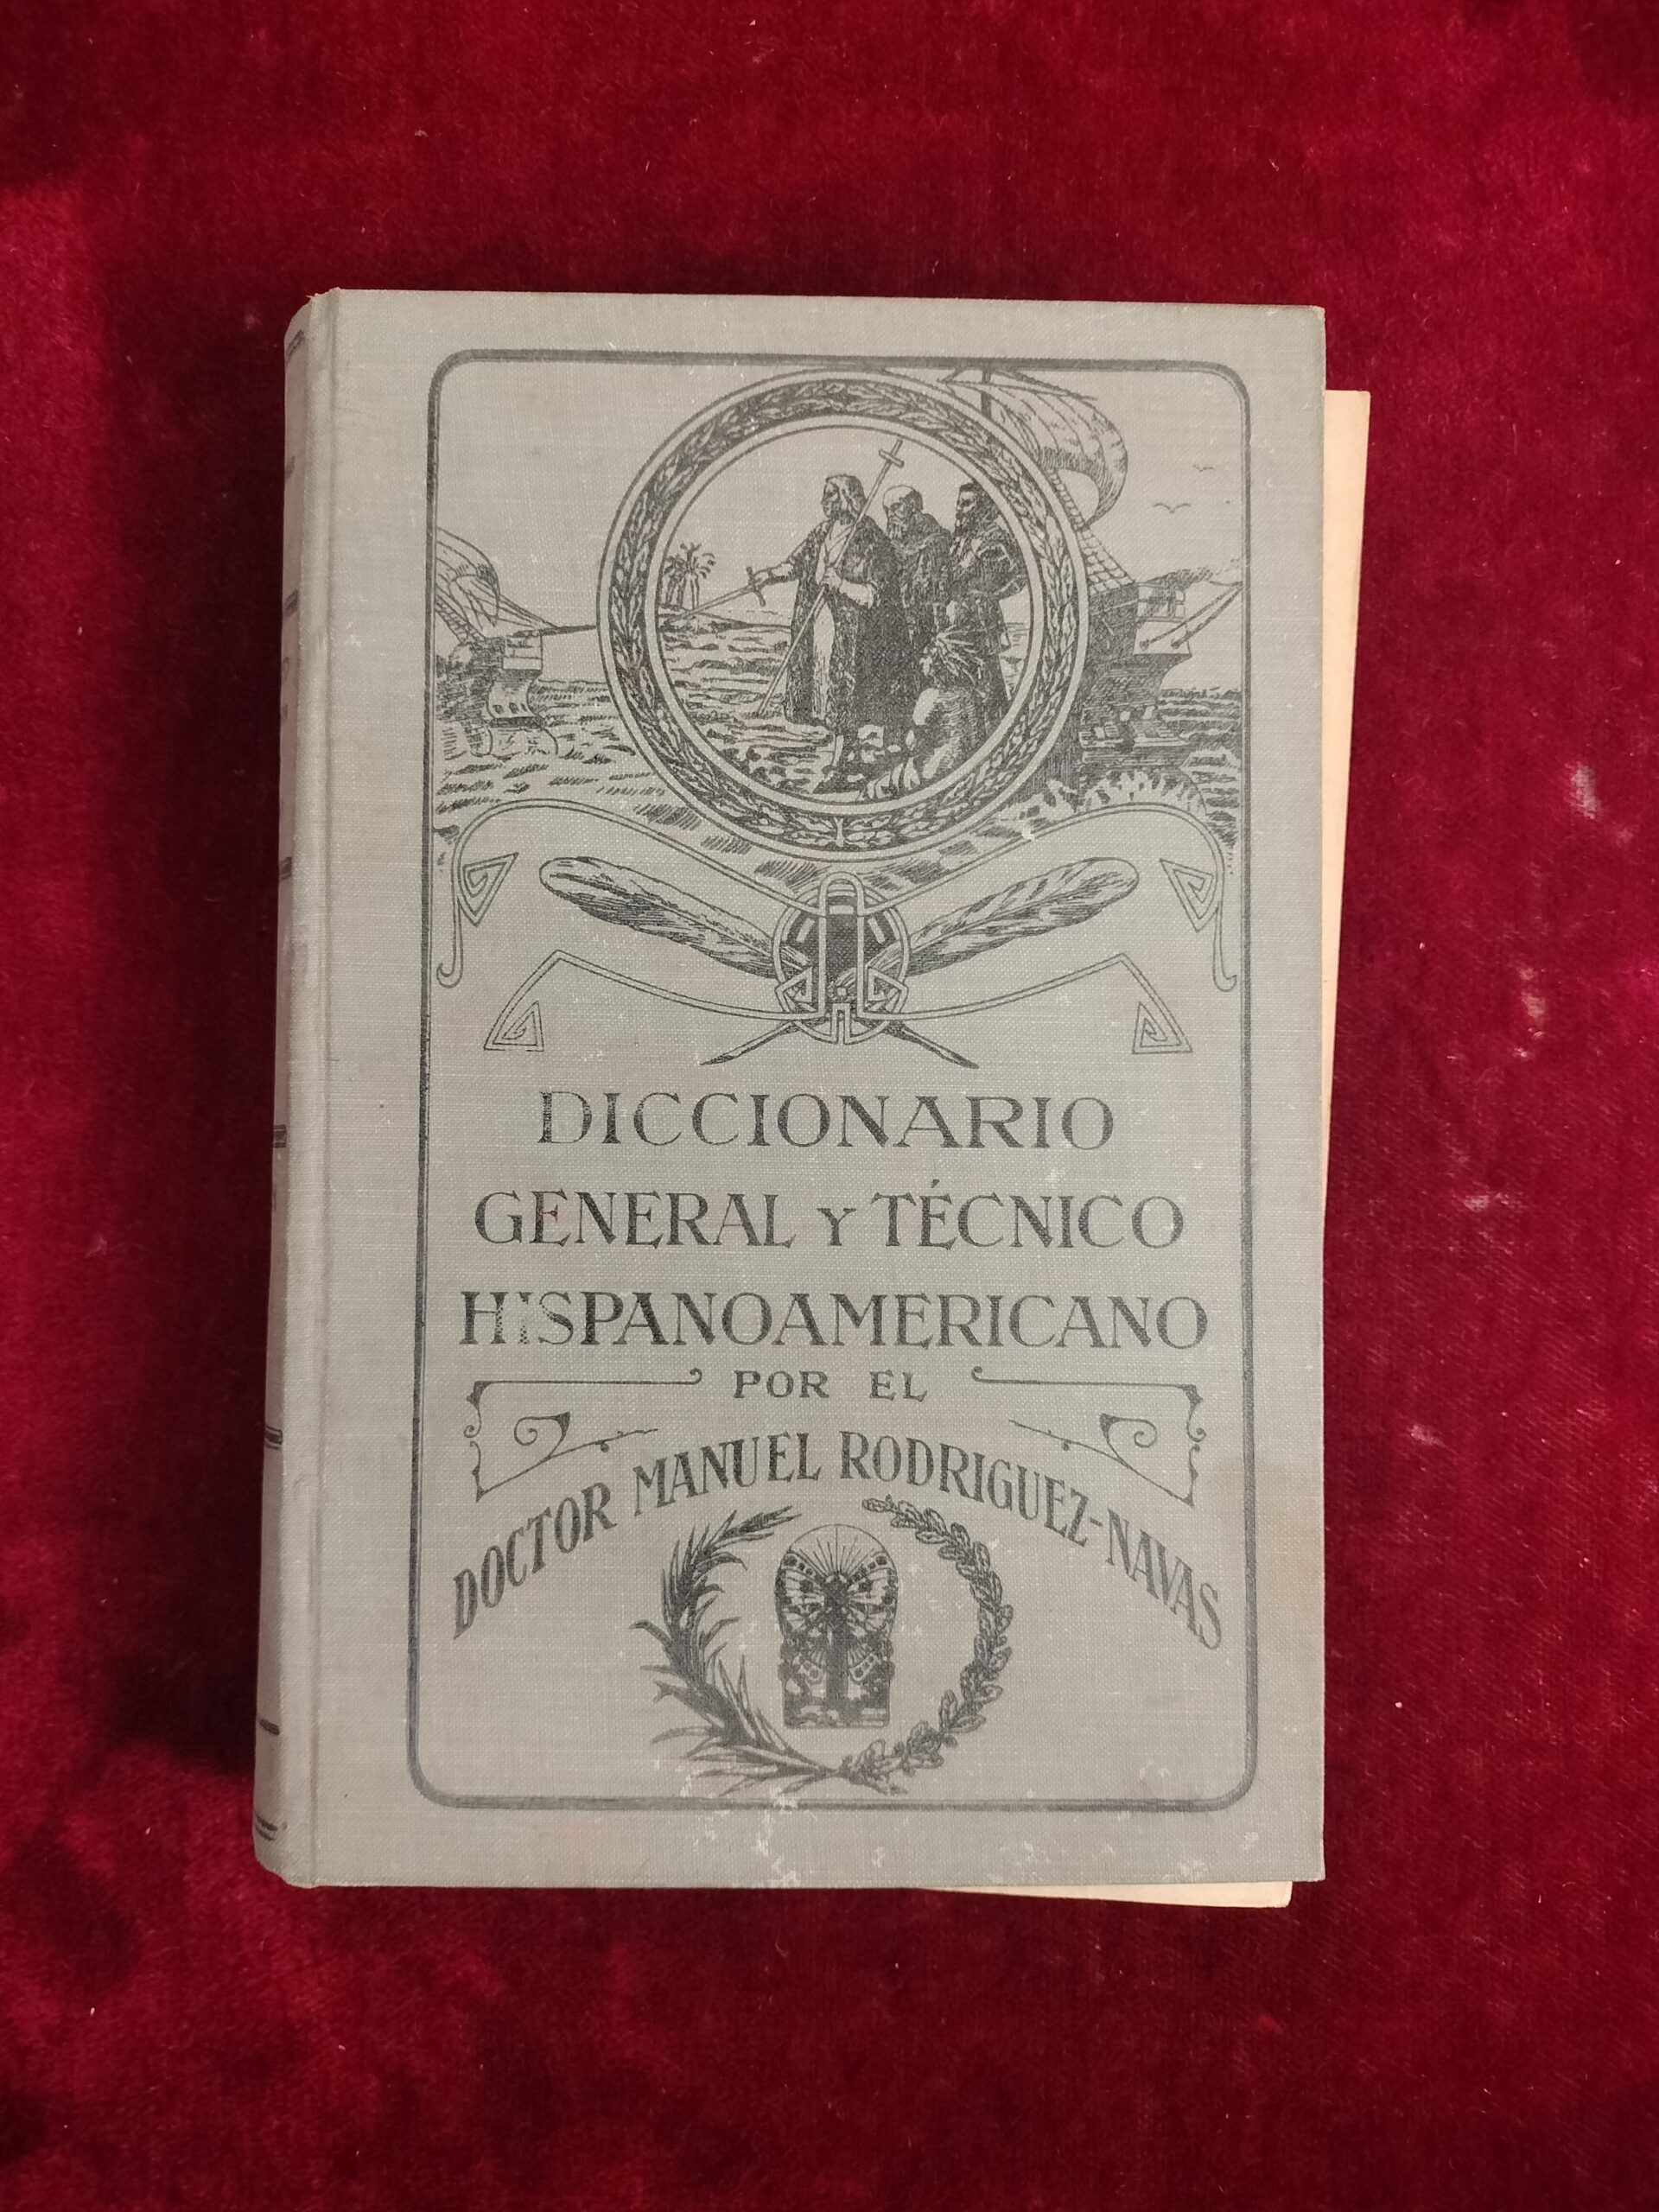 DICCIONARIO
GENERAL Y TÉCNICO
HISPANOAMERICANO
POR EL
DOCTOR MANUEL RODRIGUEZ-NAVAS